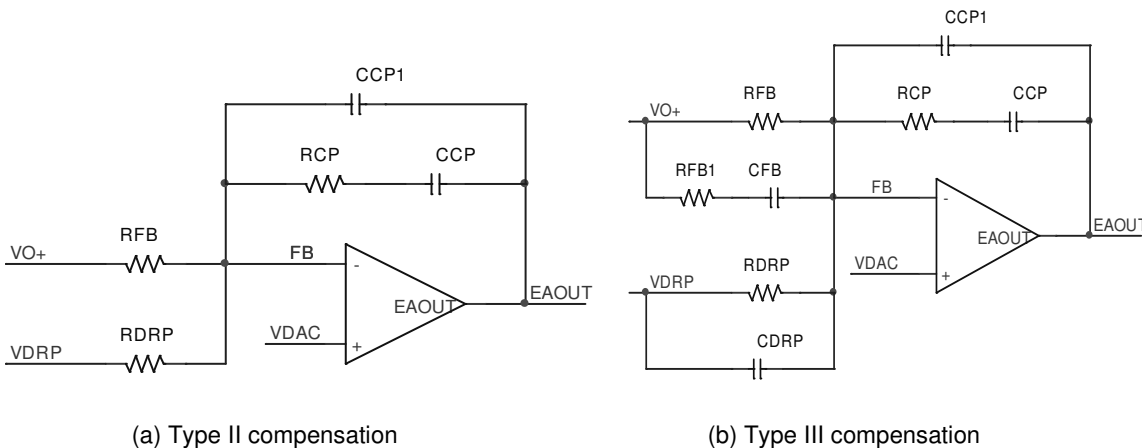 CCP1
RCP
CCP
RFB
VO+
FB
-
EAOUT
EAOUT
RDRP
VDAC
+
VDRP
(a) Type II compensation
CCP1
RFB
RCP
CCP
VO+
RFB1
CFB
FB
-
EAOUT
EAOUT
RDRP
VDAC
+
VDRP
CDRP
(b) Type III compensation